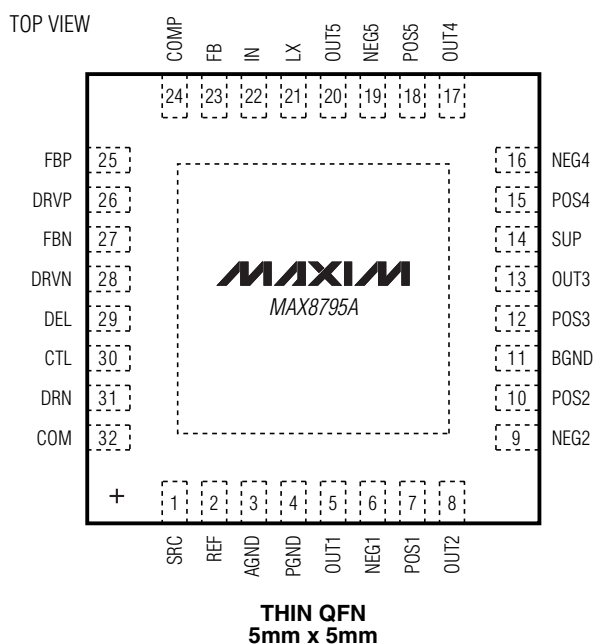 TOP VIEW
COMP
FB
IN
LX
OUT5
NEG5
POS5
OUT4
24 23 22 21 20 19 18 17
FBP 25
DRVP 26
FBN 27
DRVN 28
DEL 29
CTL 30
DRN 31
COM 32
MAXIM
MAX8795A
16 NEG4
15 POS4
14 SUP
13 OUT3
12 POS3
11 BGND
10 POS2
9 NEG2
+
1 2 3 4 5 6 7 8
SRC
REF
AGND
PGND
OUT1
NEG1
POS1
OUT2
THIN QFN
5mm x 5mm